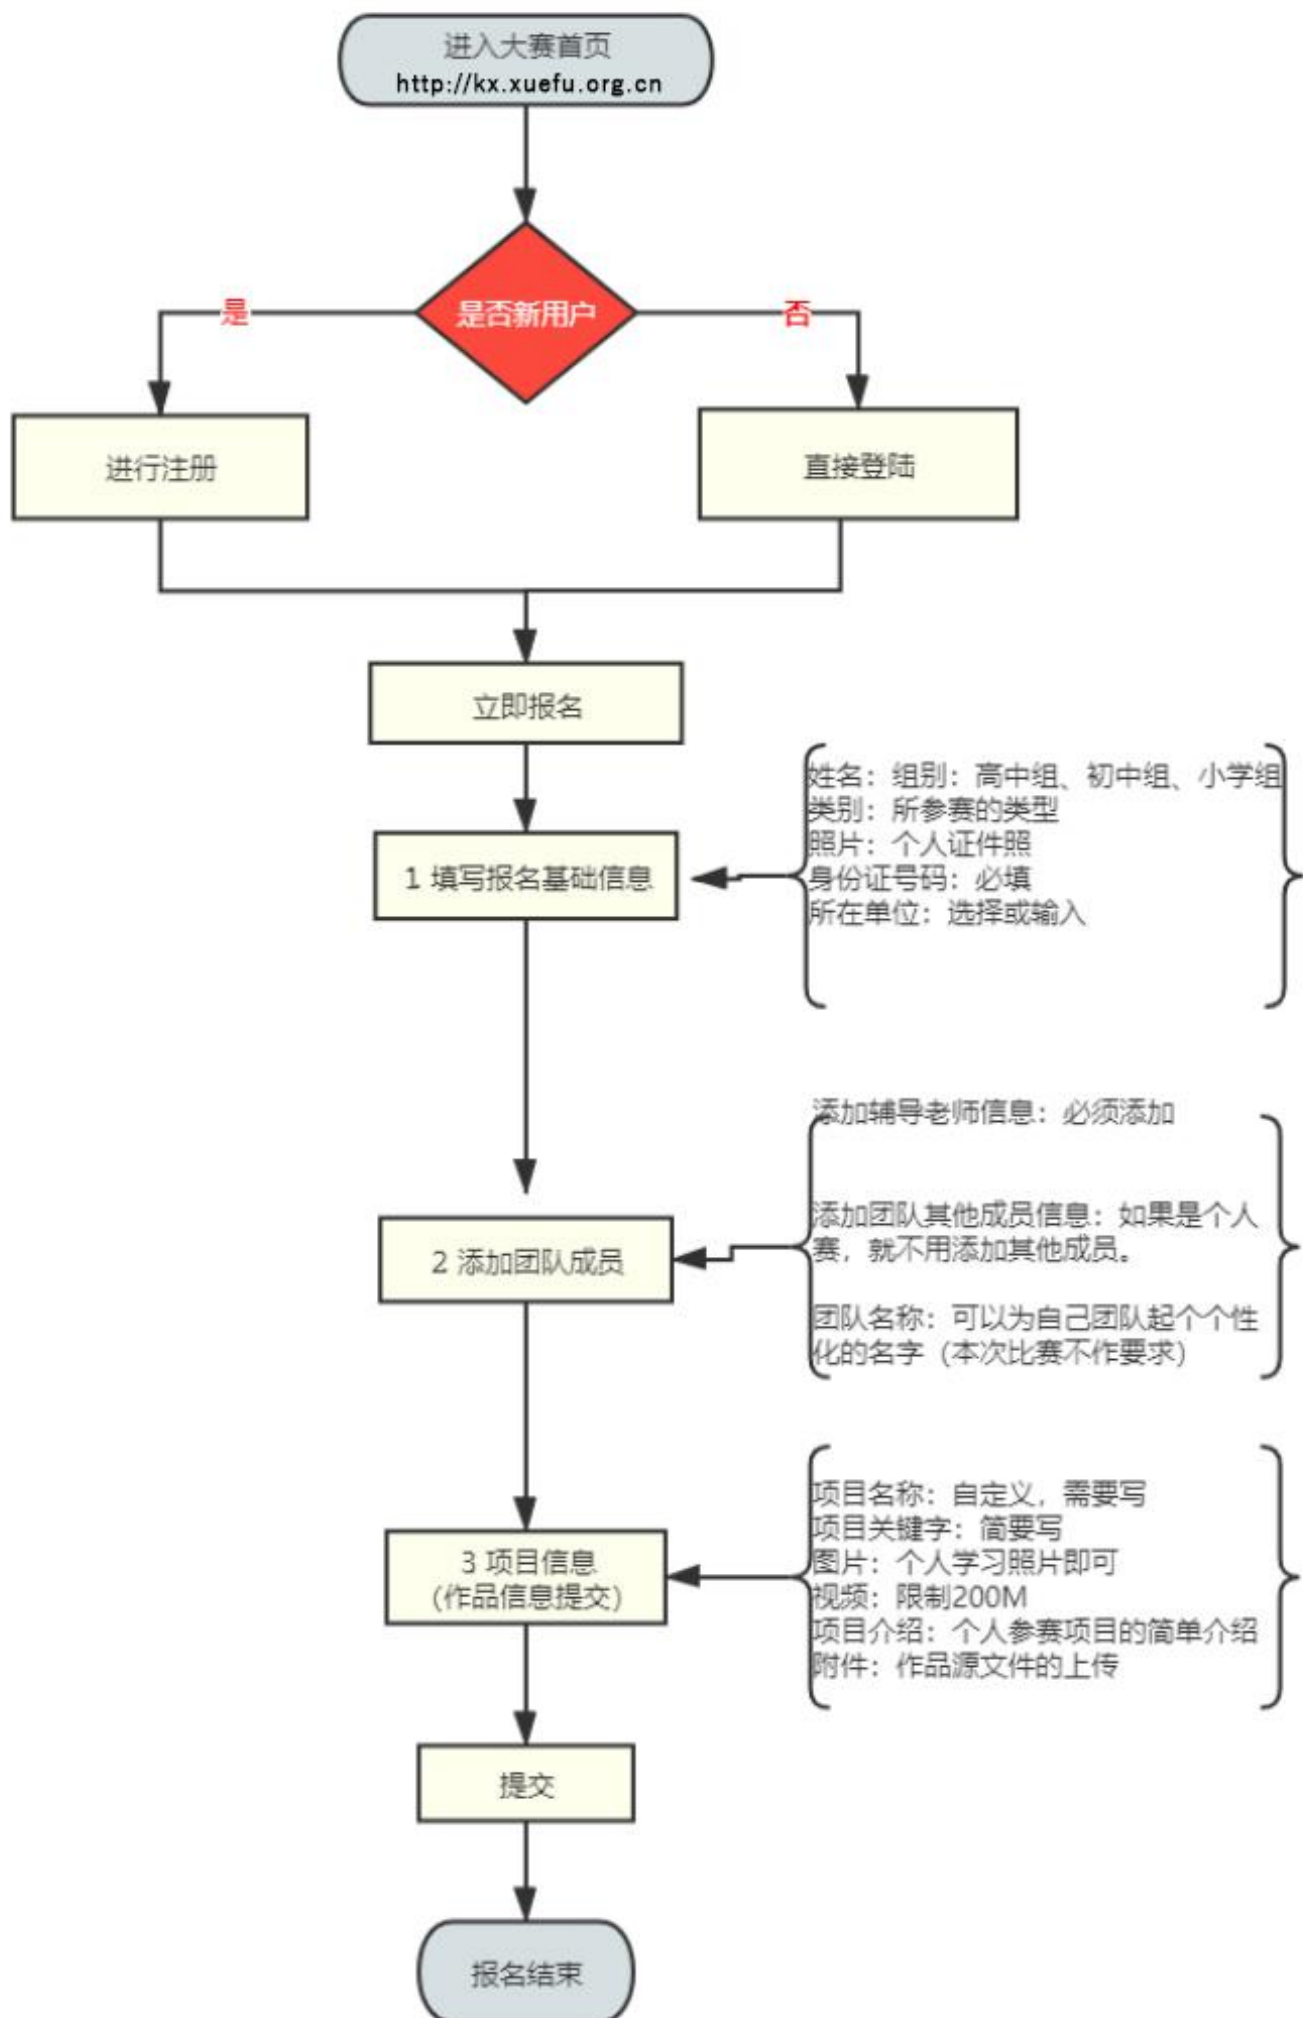 进入大赛首页
http://kx.xuefu.org.cn
是否新用户
是
否
进行注册
直接登陆
立即报名
1 填写报名基础信息
姓名：组别：高中组、初中组、小学组
类别：所参赛的类型
照片：个人证件照
身份证号码：必填
所在单位：选择或输入
2 添加团队成员
添加辅导老师信息：必须添加
添加团队其他成员信息：如果是个人
赛，就不用添加其他成员。
团队名称：可以为自己团队起个个性
化的名字（本次比赛不作要求）
3 项目信息
（作品信息提交）
项目名称：自定义，需要写
项目关键字：简要写
图片：个人学习照片即可
视频：限制200M
项目介绍：个人参赛项目的简单介绍
附件：作品源文件的上传
提交
报名结束